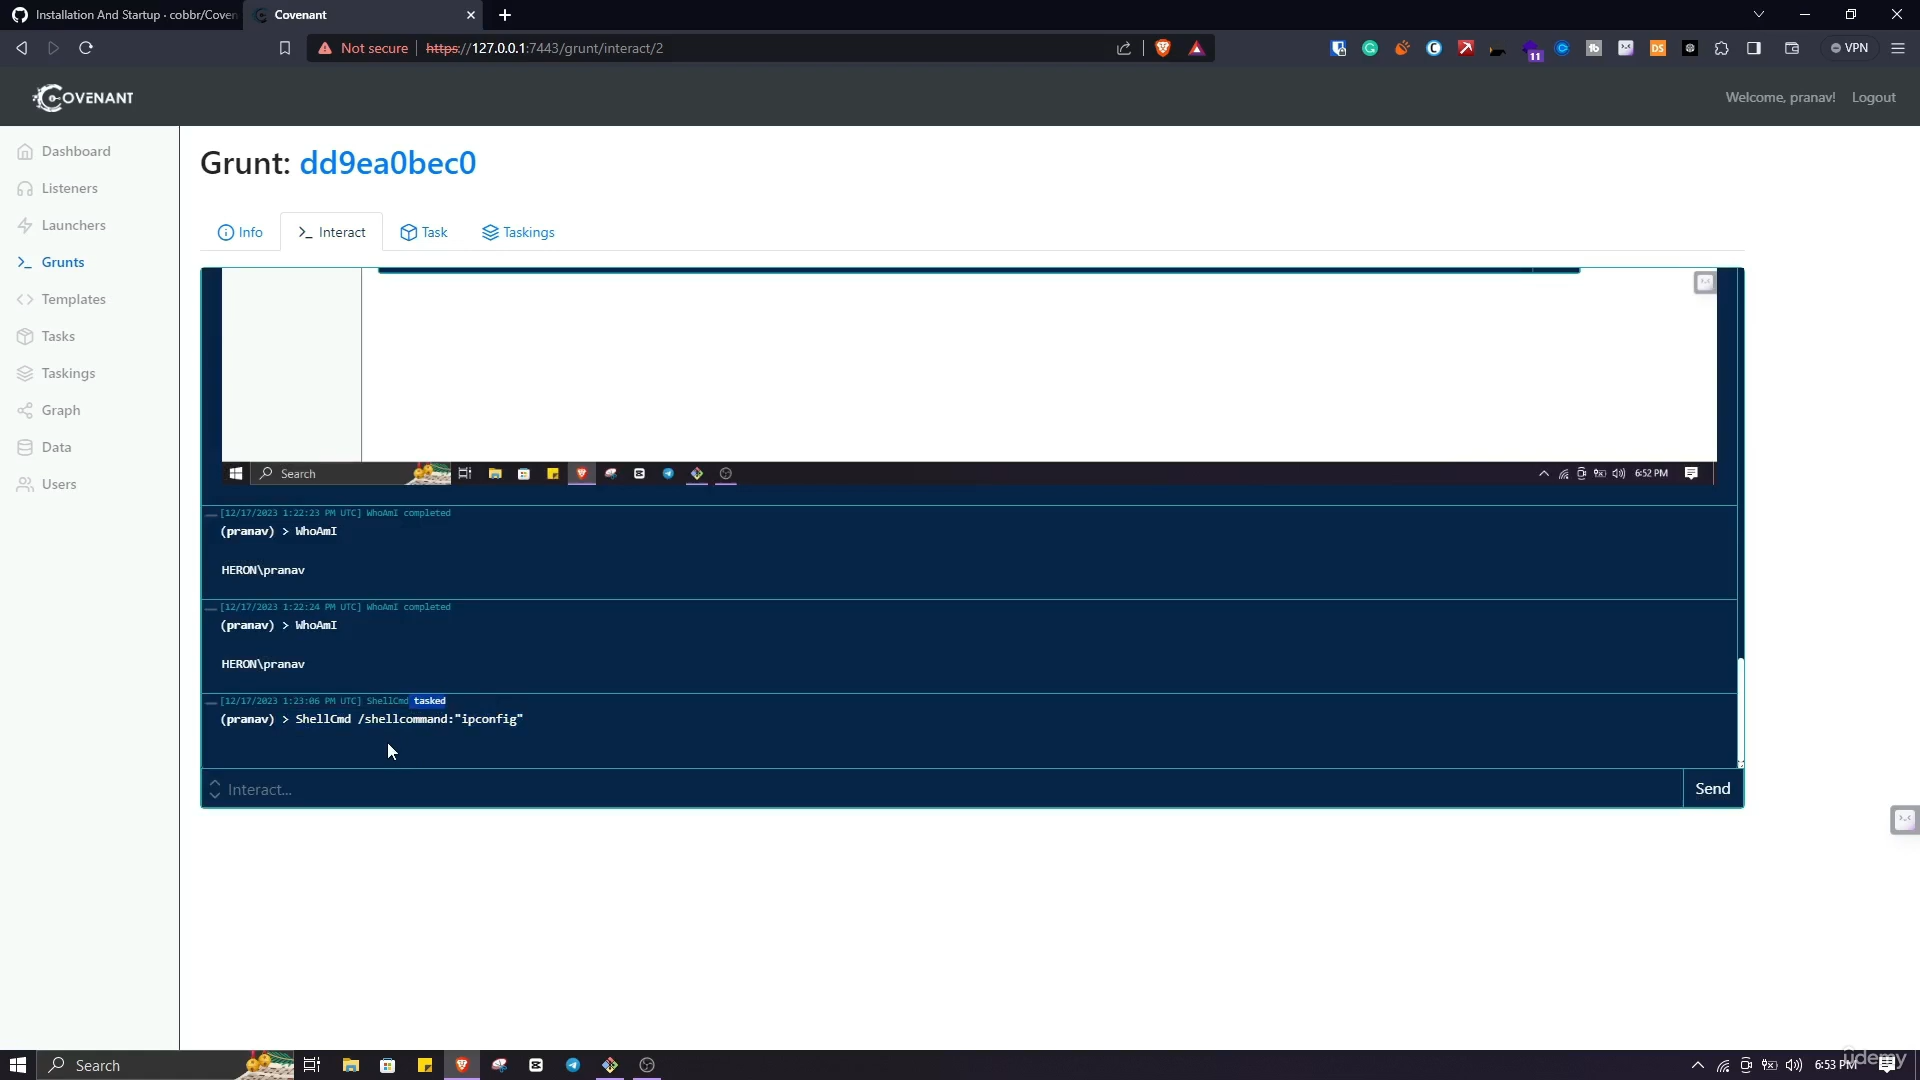 Installation And Startup · cobbr/Coven
Covenant
Not secure
https://127.0.0.1:7443/grunt/interact/2
11
DS
VPN
COVENANT
Welcome, pranav!
Logout
Dashboard
Listeners
Launchers
Grunts
Templates
Tasks
Taskings
Graph
Data
Users
Grunt: dd9ea0bec0
Info
Interact
Task
Taskings
Search
6:52 PM
[12/17/2023 1:22:23 PM UTC] WhoAmI completed
(pranav) > WhoAmI
HERON\pranav
[12/17/2023 1:22:24 PM UTC] WhoAmI completed
(pranav) > WhoAmI
HERON\pranav
[12/17/2023 1:23:06 PM UTC] ShellCmd tasked
(pranav) > ShellCmd /shellcommand:"ipconfig"
Interact...
Send
Search
6:53 PM
ûdemy